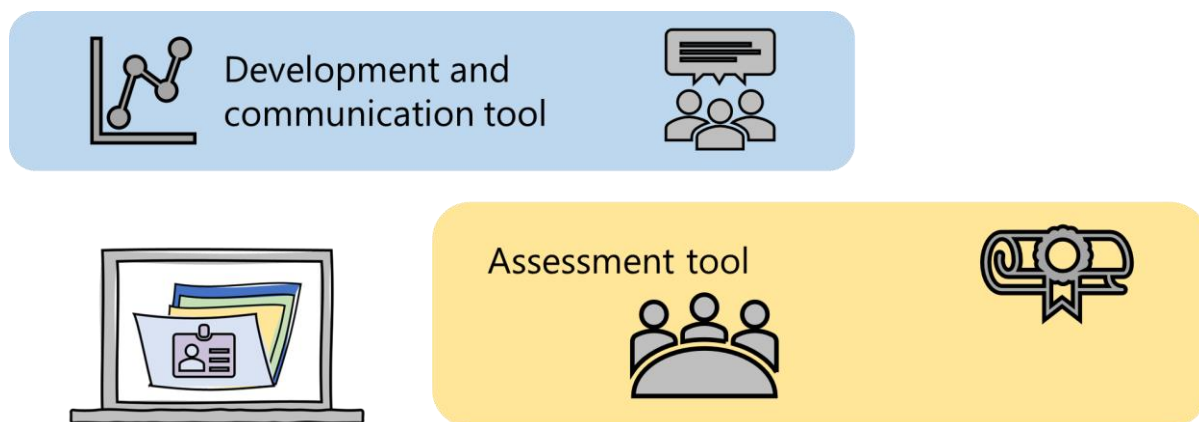 Development and
communication tool
Assessment tool